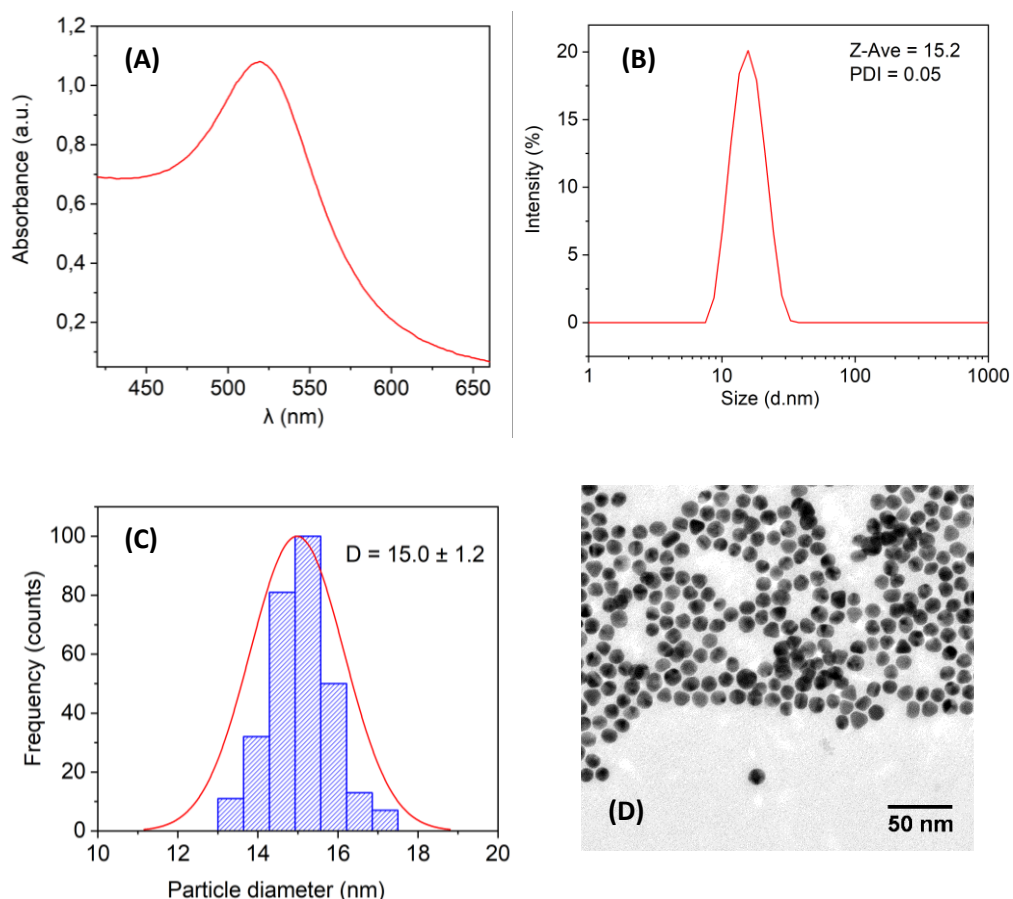 (A)
1,2
1,0
0,8
0,6
0,4
0,2
Absorbance (a.u.)
450 500 550 600 650
λ (nm)
(B)
Z-Ave = 15.2
PDI = 0.05
20
15
10
5
0
Intensity (%)
1 10 100 1000
Size (d.nm)
(C)
D = 15.0 ± 1.2
100
80
60
40
20
0
Frequency (counts)
10 12 14 16 18 20
Particle diameter (nm)
(D)
50 nm